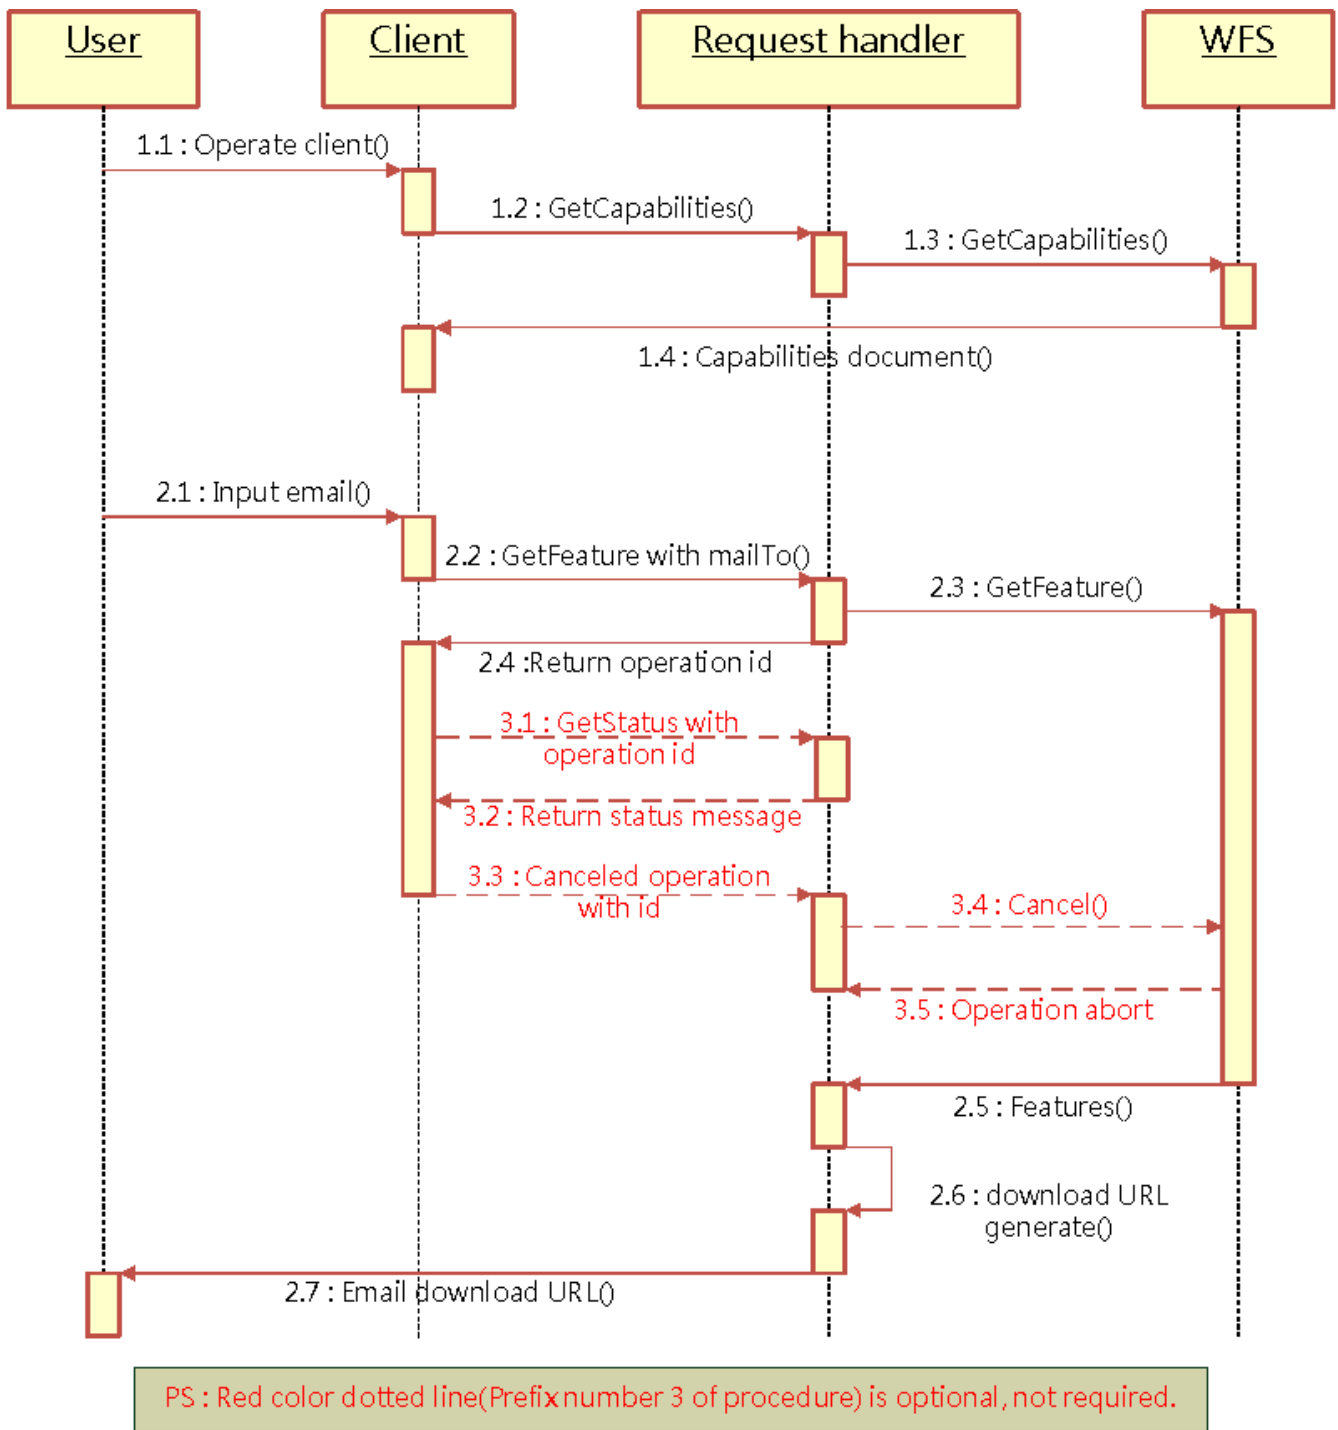 User
Client
Request handler
WFS
1.1 : Operate client()
1.2 : GetCapabilities()
1.3 : GetCapabilities()
1.4 : Capabilities document()
2.1 : Input email()
2.2 : GetFeature with mailTo()
2.3 : GetFeature()
2.4 :Return operation id
3.1 : GetStatus with
operation id
3.2 : Return status message
3.3 : Canceled operation
with id
3.4 : Cancel()
3.5 : Operation abort
2.5 : Features()
2.6 : download URL
generate()
2.7 : Email download URL()
PS : Red color dotted line(Prefix number 3 of procedure) is optional, not required.